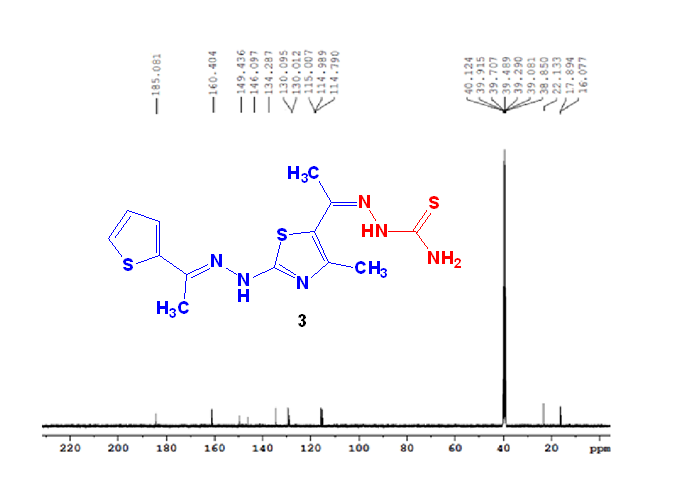 185.081
160.404
149.436
146.097
134.287
130.095
130.012
115.007
114.989
114.790
40.124
39.915
39.707
39.489
39.290
39.081
38.850
22.133
17.894
16.077
H₃C
N
S
HN
NH₂
S
N
CH₃
S
N
N
H
H₃C
3
220 200 180 160 140 120 100 80 60 40 20 ppm